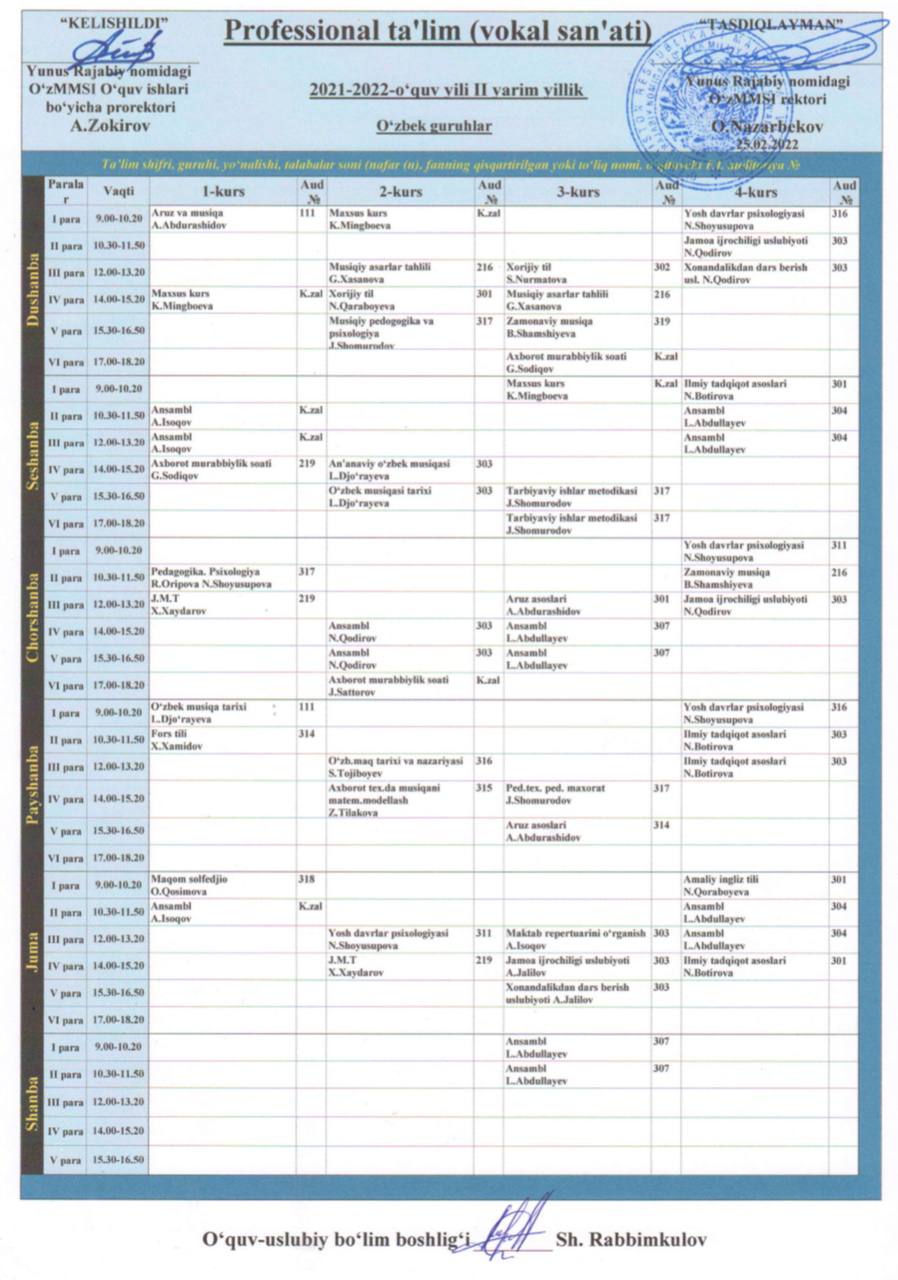 “KELISHILDI”
Professional ta'lim (vokal san'ati)
“TASDIQLAYMAN”
Yunus Rajabiy nomidagi
O‘zMMSI O‘quv ishlari
bo‘yicha prorektori
A.Zokirov
2021-2022-o‘quv yili II yarim yillik
O‘zbek guruhlar
Yunus Rajabiy nomidagi
O‘zMMSI rektori
O.Nazarbekov
25.02.2022
Ta’lim shifri, guruhi, yo‘nalishi, talabalar soni (nafar (n), fanning qisqartirilgan yoki to‘liq nomi, o‘qituvchi F.I. auditoriya №
Paralar Vaqti 1-kurs Aud № 2-kurs Aud № 3-kurs Aud № 4-kurs Aud №
Dushanba
I para 9.00-10.20 Aruz va musiqa 111 Maxsus kurs K.zal Yosh davrlar psixologiyasi 316
A.Abdurashidov K.Mingboeva N.Shoyusupova
II para 10.30-11.50 Jamoa ijrochiligi uslubiyoti 303
N.Qodirov
III para 12.00-13.20 Musiqiy asarlar tahlili 216 Xorijiy til 302 Xonandalikdan dars berish 303
G.Xasanova S.Nurmatova usl. N.Qodirov
IV para 14.00-15.20 Maxsus kurs K.zal Xorijiy til 301 Musiqiy asarlar tahlili 216
K.Mingboeva N.Qaraboyeva G.Xasanova
V para 15.30-16.50 Musiqiy pedagogika va 317 Zamonaviy musiqa 319
psixologiya B.Shamshiyeva
J.Shomurodov
VI para 17.00-18.20 Axborot murabbiylik soati K.zal
G.Sodiqov
Seshanba
I para 9.00-10.20 Maxsus kurs K.zal Ilmiy tadqiqot asoslari 301
K.Mingboeva N.Botirova
II para 10.30-11.50 Ansambl K.zal Ansambl 304
A.Isoqov L.Abdullayev
III para 12.00-13.20 Ansambl K.zal Ansambl 304
A.Isoqov L.Abdullayev
IV para 14.00-15.20 Axborot murabbiylik soati 219 An'anaviy o‘zbek musiqasi 303
G.Sodiqov L.Djo‘rayeva
V para 15.30-16.50 O‘zbek musiqasi tarixi 303 Tarbiyaviy ishlar metodikasi 317
L.Djo‘rayeva J.Shomurodov
VI para 17.00-18.20 Tarbiyaviy ishlar metodikasi 317
J.Shomurodov
Chorshanba
I para 9.00-10.20 Yosh davrlar psixologiyasi 311
N.Shoyusupova
II para 10.30-11.50 Pedagogika. Psixologiya 317 Zamonaviy musiqa 216
R.Oripova N.Shoyusupova B.Shamshiyeva
III para 12.00-13.20 J.M.T 219 Aruz asoslari 301 Jamoa ijrochiligi uslubiyoti 303
X.Xaydarov A.Abdurashidov N.Qodirov
IV para 14.00-15.20 Ansambl 303 Ansambl 307
N.Qodirov L.Abdullayev
V para 15.30-16.50 Ansambl 303 Ansambl 307
N.Qodirov L.Abdullayev
VI para 17.00-18.20 Axborot murabbiylik soati K.zal
J.Sattorov
Payshanba
I para 9.00-10.20 O‘zbek musiqa tarixi 111 Yosh davrlar psixologiyasi 316
L.Djo‘rayeva N.Shoyusupova
II para 10.30-11.50 Fors tili 314 Ilmiy tadqiqot asoslari 303
X.Xamidov N.Botirova
III para 12.00-13.20 O‘zb.maq tarixi va nazariyasi 316 Ilmiy tadqiqot asoslari 303
S.Tojiboyev N.Botirova
IV para 14.00-15.20 Axborot tex.da musiqani 315 Ped.tex. ped. maxorat 317
matem.modellash J.Shomurodov
Z.Tilakova
V para 15.30-16.50 Aruz asoslari 314
A.Abdurashidov
VI para 17.00-18.20
Juma
I para 9.00-10.20 Maqom solfedjio 318 Amaliy ingliz tili 301
O.Qosimova N.Qoraboyeva
II para 10.30-11.50 Ansambl K.zal Ansambl 304
A.Isoqov L.Abdullayev
III para 12.00-13.20 Yosh davrlar psixologiyasi 311 Maktab repertuarini o‘rganish 303 Ansambl 304
N.Shoyusupova A.Isoqov L.Abdullayev
IV para 14.00-15.20 J.M.T 219 Jamoa ijrochiligi uslubiyoti 303 Ilmiy tadqiqot asoslari 301
X.Xaydarov A.Jalilov N.Botirova
V para 15.30-16.50 Xonandalikdan dars berish 303
uslubiyoti A.Jalilov
VI para 17.00-18.20
Shanba
I para 9.00-10.20 Ansambl 307
L.Abdullayev
II para 10.30-11.50 Ansambl 307
L.Abdullayev
III para 12.00-13.20
IV para 14.00-15.20
V para 15.30-16.50
O‘quv-uslubiy bo‘lim boshlig‘i Sh. Rabbimkulov